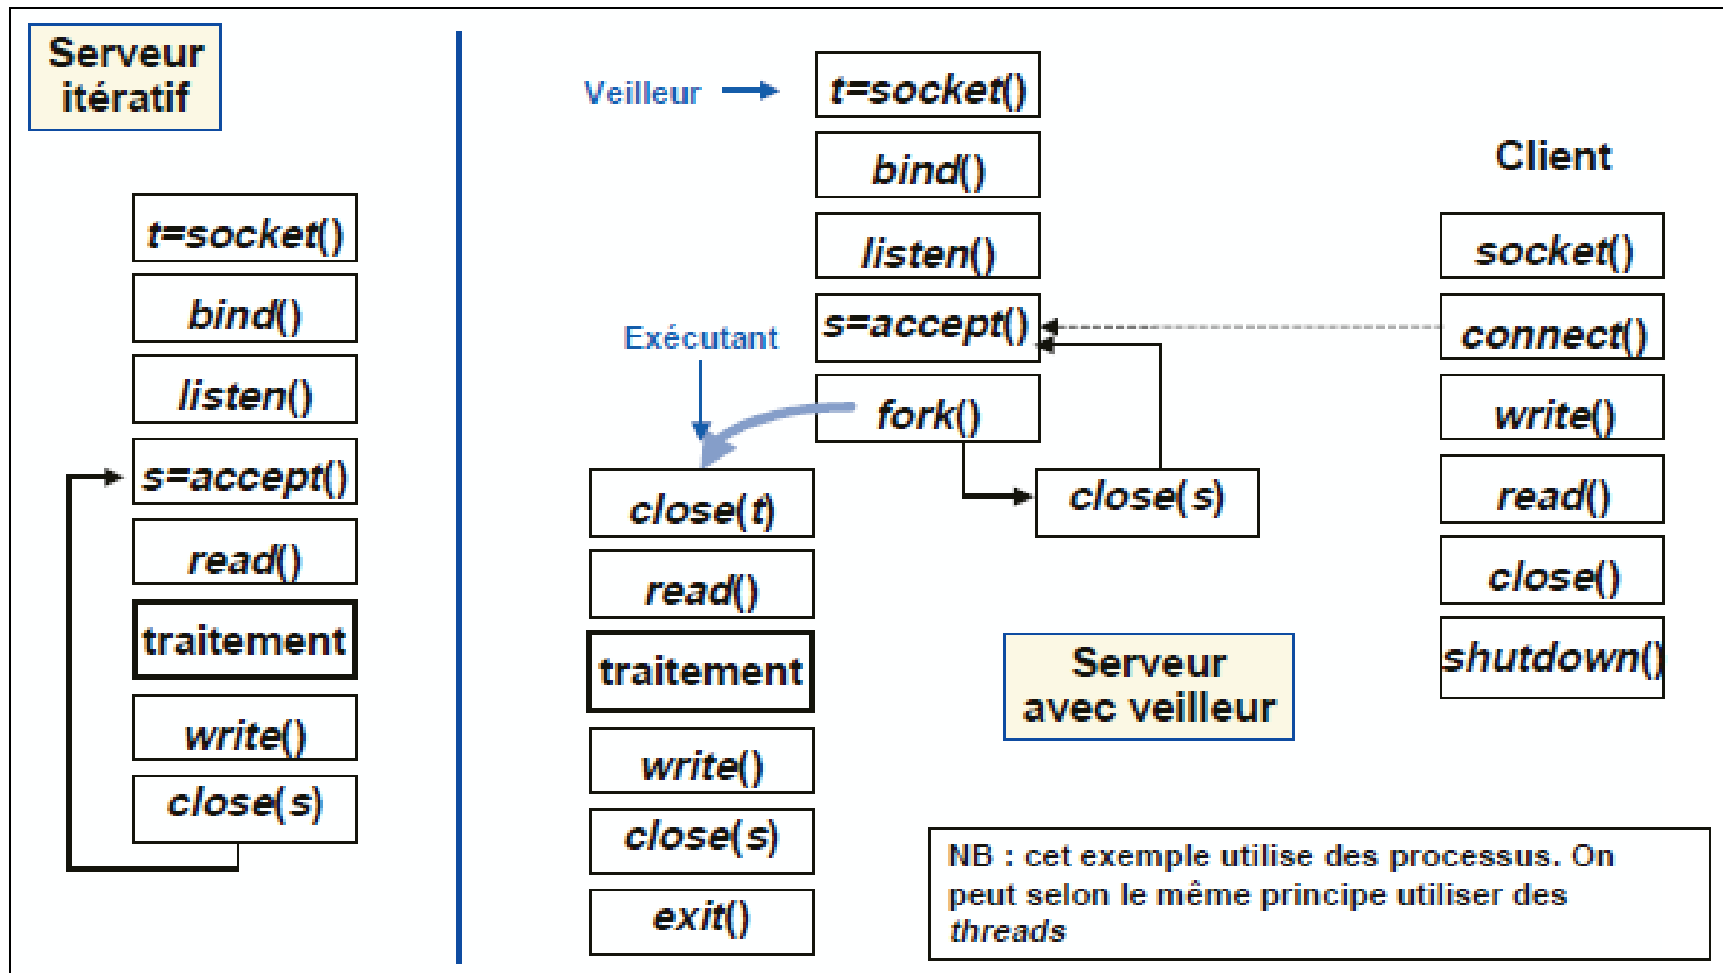 Serveur
itératif
t=socket()
bind()
listen()
s=accept()
read()
traitement
write()
close(s)
Veilleur
t=socket()
bind()
listen()
s=accept()
fork()
Exécutant
close(t)
read()
traitement
write()
close(s)
exit()
close(s)
Serveur
avec veilleur
Client
socket()
connect()
write()
read()
close()
shutdown()
NB : cet exemple utilise des processus. On
peut selon le même principe utiliser des
threads